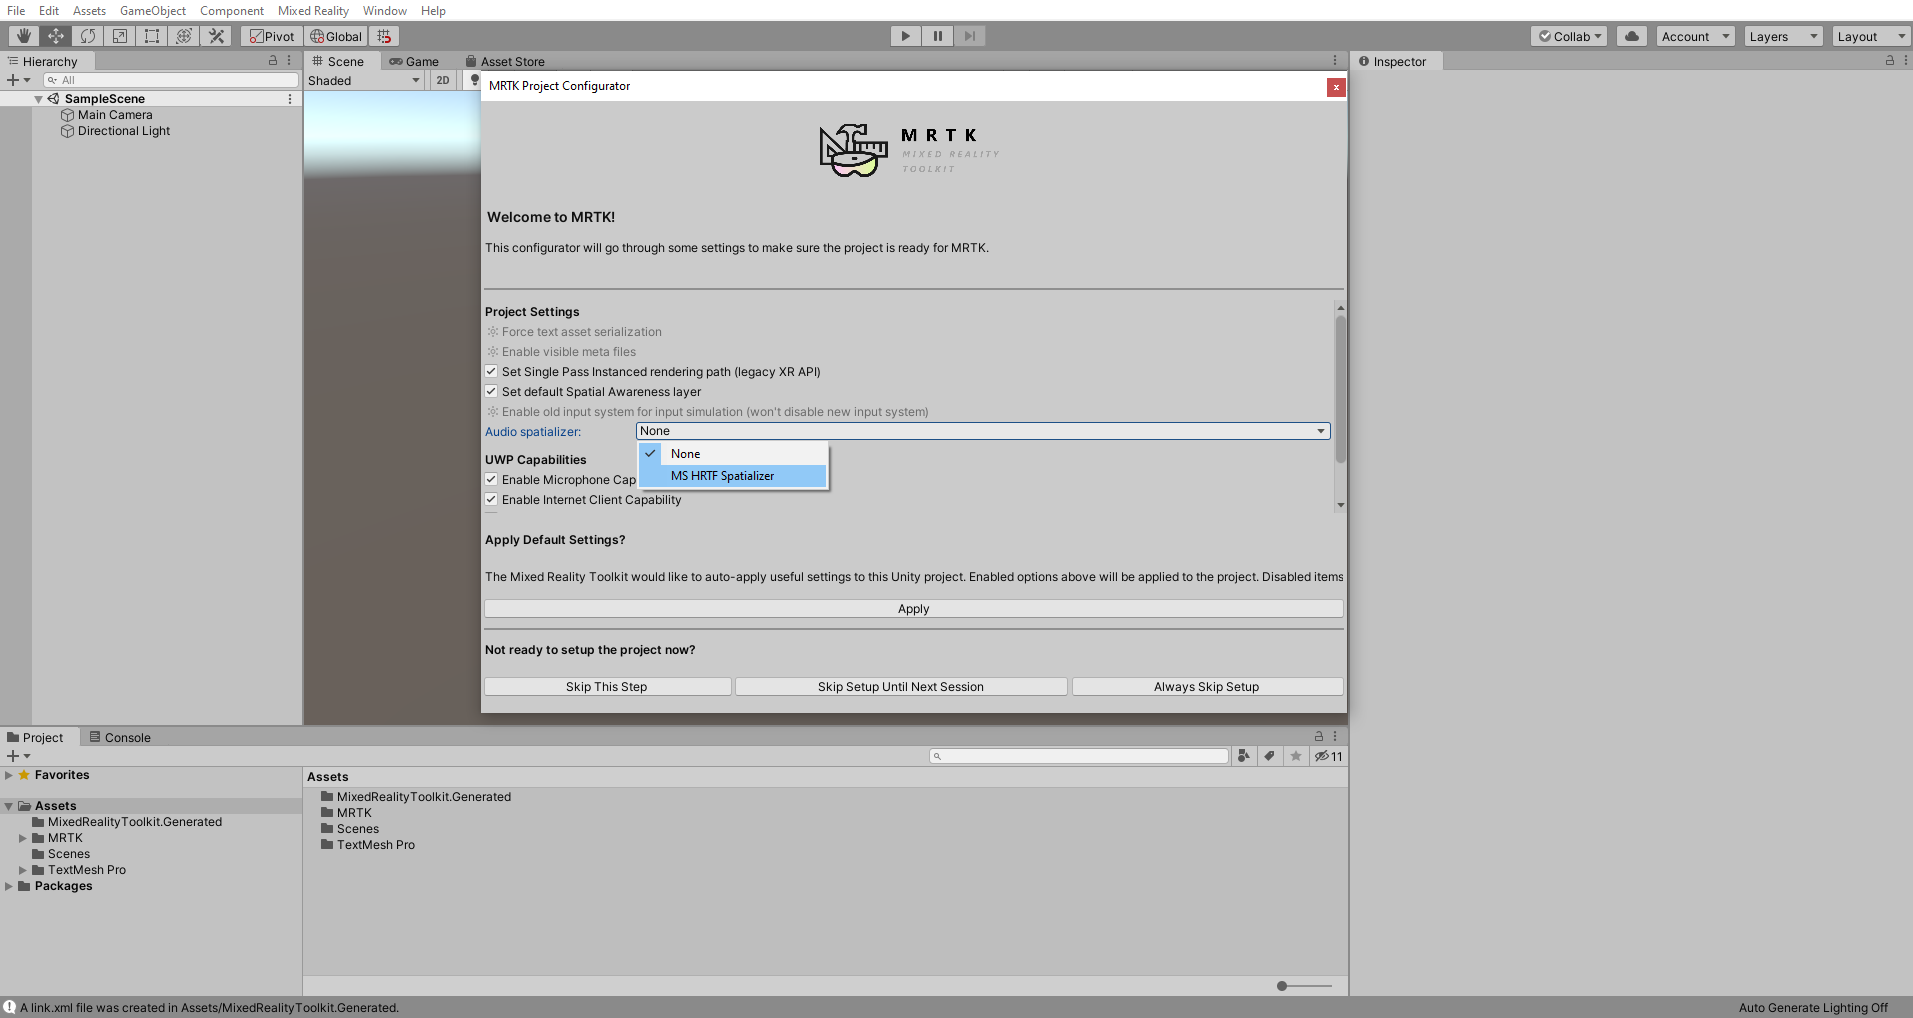 File Edit Assets GameObject Component Mixed Reality Window Help
Pivot Global Collab Account Layers Layout
Hierarchy
All
SampleScene
Main Camera
Directional Light
Scene Game Asset Store
Shaded 2D
Inspector
MRTK Project Configurator
x
MRTK
MIXED REALITY
TOOLKIT
Welcome to MRTK!
This configurator will go through some settings to make sure the project is ready for MRTK.
Project Settings
Force text asset serialization
Enable visible meta files
Set Single Pass Instanced rendering path (legacy XR API)
Set default Spatial Awareness layer
Enable old input system for input simulation (won't disable new input system)
Audio spatializer: None
None
MS HRTF Spatializer
UWP Capabilities
Enable Microphone Cap
Enable Internet Client Capability
Apply Default Settings?
The Mixed Reality Toolkit would like to auto-apply useful settings to this Unity project. Enabled options above will be applied to the project. Disabled items
Apply
Not ready to setup the project now?
Skip This Step Skip Setup Until Next Session Always Skip Setup
Project Console
11
Favorites
Assets
MixedRealityToolkit.Generated
MRTK
Scenes
TextMesh Pro
Packages
Assets
MixedRealityToolkit.Generated
MRTK
Scenes
TextMesh Pro
A link.xml file was created in Assets/MixedRealityToolkit.Generated.
Auto Generate Lighting Off